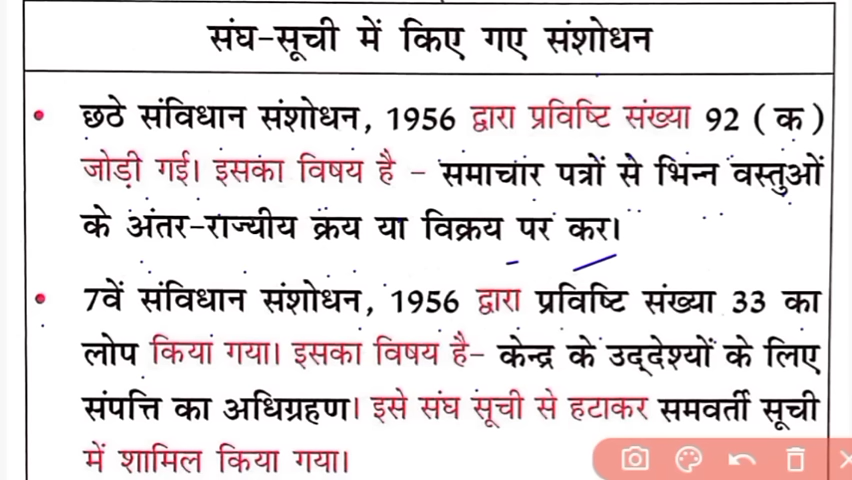 संघ-सूची में किए गए संशोधन
• छठे संविधान संशोधन, 1956 द्वारा प्रविष्टि संख्या 92 (क)
जोड़ी गई। इसका विषय है - समाचार पत्रों से भिन्न वस्तुओं
के अंतर-राज्यीय क्रय या विक्रय पर कर।
• 7वें संविधान संशोधन, 1956 द्वारा प्रविष्टि संख्या 33 का
लोप किया गया। इसका विषय है- केन्द्र के उद्देश्यों के लिए
संपत्ति का अधिग्रहण। इसे संघ सूची से हटाकर समवर्ती सूची
में शामिल किया गया।